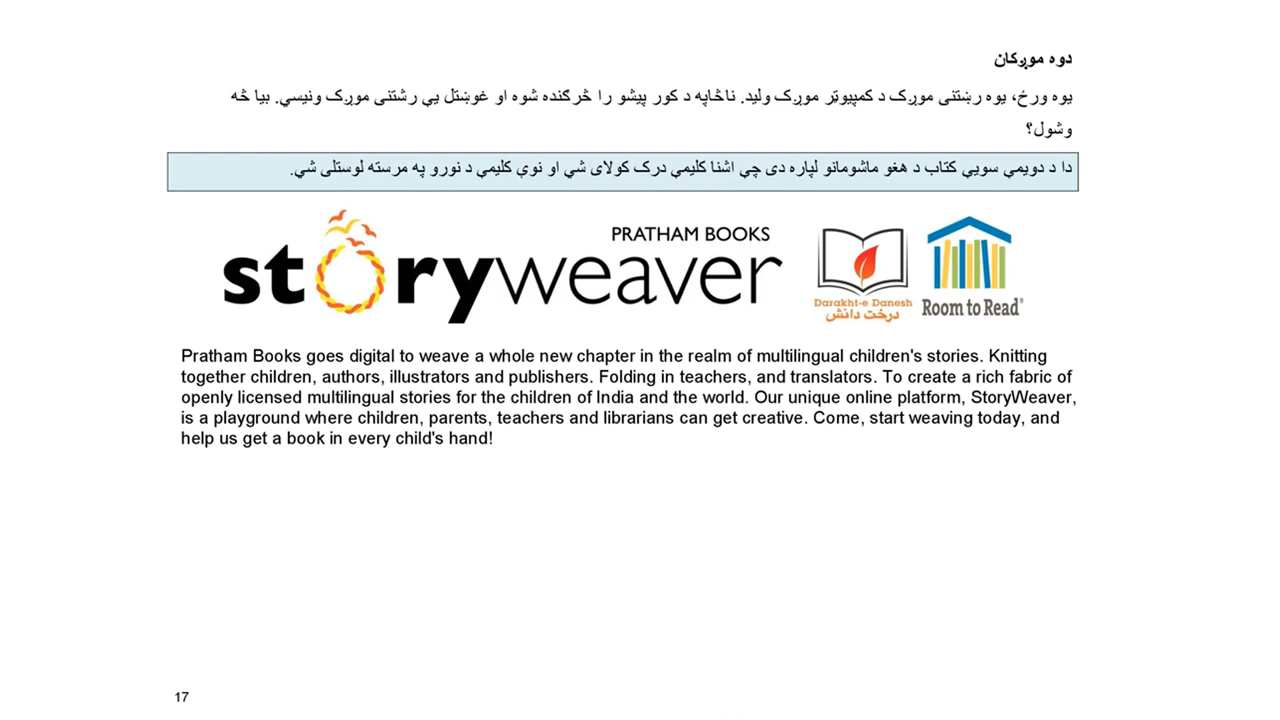 دوه موږکان
یوه ورځ، یوه رښتنی موږک د کمپیوټر موږک ولید. ناڅاپه د کور پیشو را څرګنده شوه او غوښتل یې رشتنی موږک ونیسي. بیا څه
وشول؟
دا د دویمې سویې کتاب د هغو ماشومانو لپاره دی چې اشنا کلیمې درک کولای شي او نوې کلیمې د نورو په مرسته لوستلی شي.
PRATHAM BOOKS
storyweaver
Darakht-e Danesh
درخت دانش
Room to Read®
Pratham Books goes digital to weave a whole new chapter in the realm of multilingual children's stories. Knitting
together children, authors, illustrators and publishers. Folding in teachers, and translators. To create a rich fabric of
openly licensed multilingual stories for the children of India and the world. Our unique online platform, StoryWeaver,
is a playground where children, parents, teachers and librarians can get creative. Come, start weaving today, and
help us get a book in every child's hand!
17